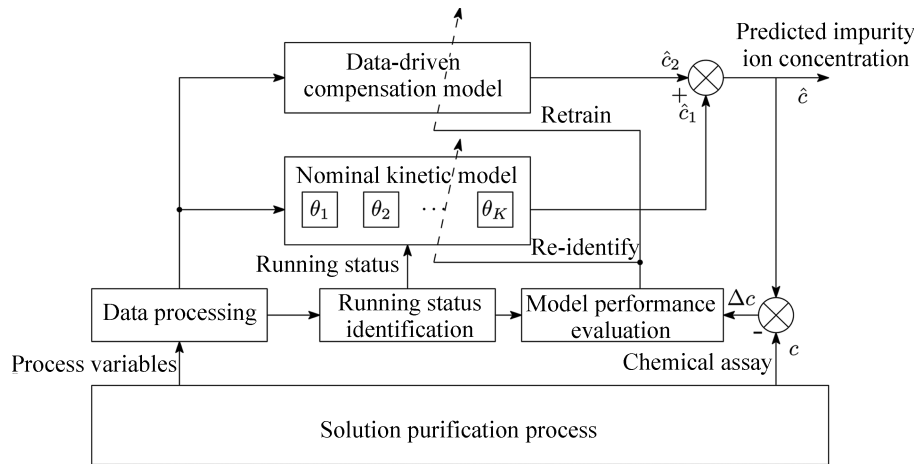 Predicted impurity
ion concentration
Data-driven
compensation model
ĉ₂
+
ĉ₁
ĉ
Retrain
Nominal kinetic model
θ₁ θ₂ ⋯ θ_K
Re-identify
Running status
Data processing
Running status
identification
Model performance
evaluation
Δc
-
Process variables
Chemical assay
c
Solution purification process